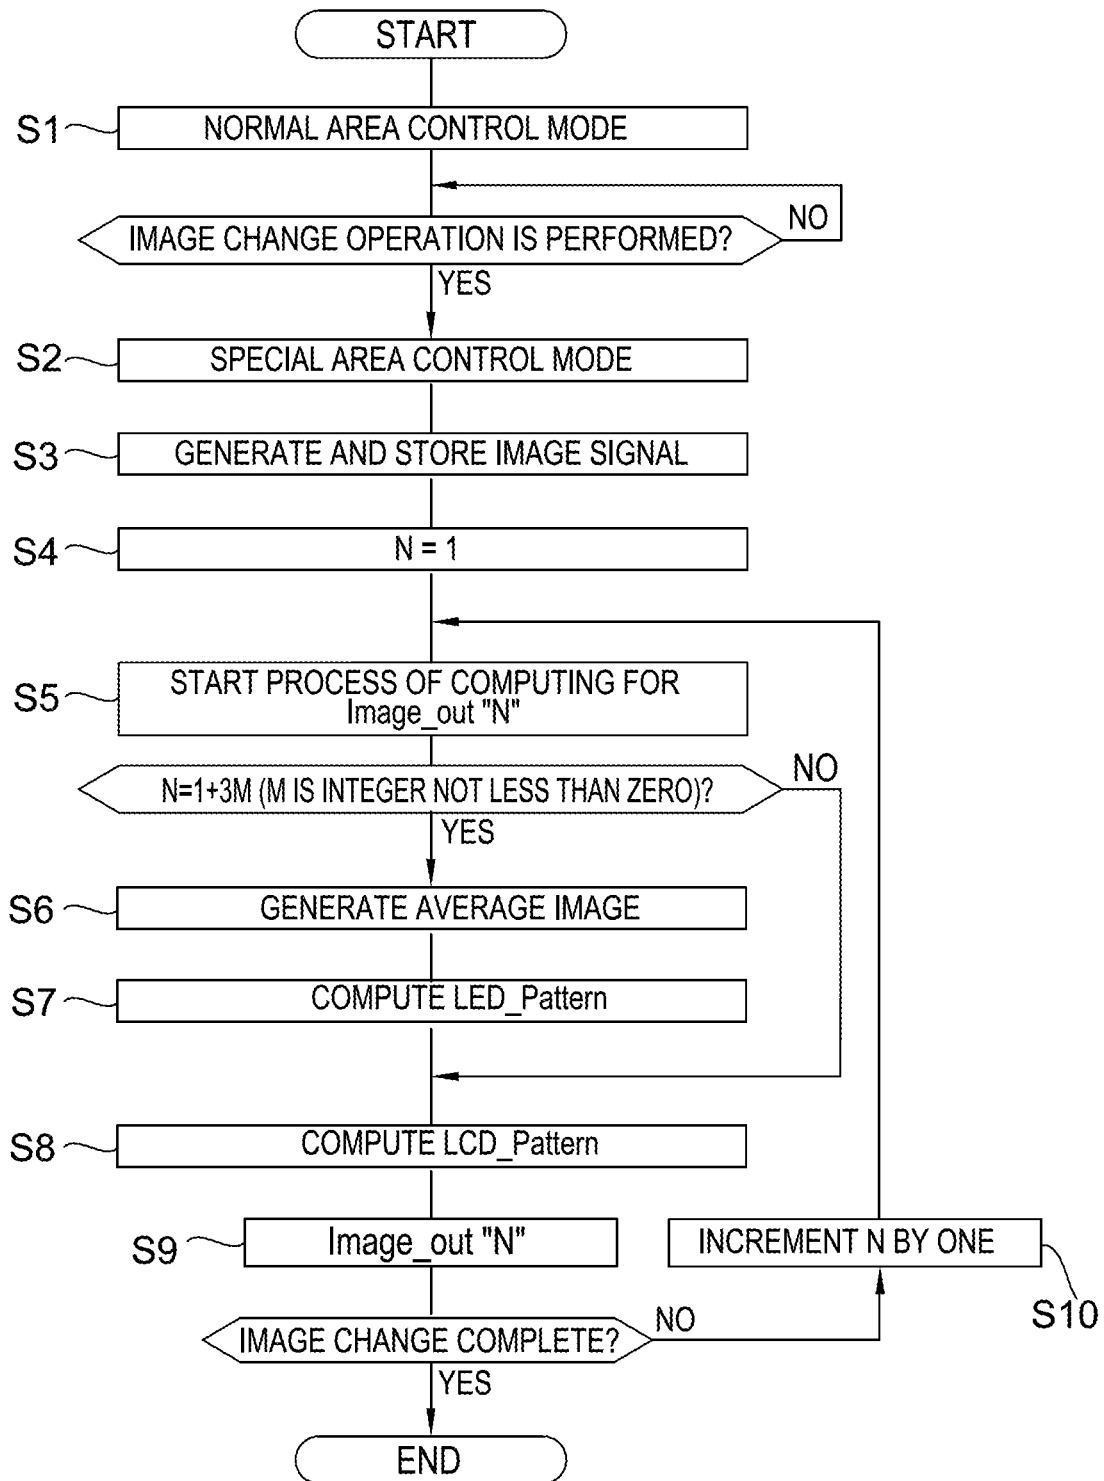 START
S1
NORMAL AREA CONTROL MODE
NO
IMAGE CHANGE OPERATION IS PERFORMED?
YES
S2
SPECIAL AREA CONTROL MODE
S3
GENERATE AND STORE IMAGE SIGNAL
S4
N = 1
S5
START PROCESS OF COMPUTING FOR
Image_out "N"
NO
N=1+3M (M IS INTEGER NOT LESS THAN ZERO)?
YES
S6
GENERATE AVERAGE IMAGE
S7
COMPUTE LED_Pattern
S8
COMPUTE LCD_Pattern
S9
Image_out "N"
INCREMENT N BY ONE
S10
IMAGE CHANGE COMPLETE?
NO
YES
END